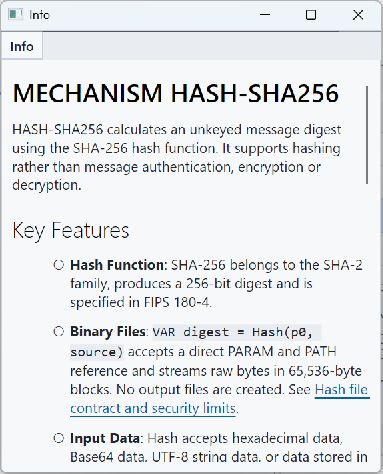 Info
Info
MECHANISM HASH-SHA256
HASH-SHA256 calculates an unkeyed message digest
using the SHA-256 hash function. It supports hashing
rather than message authentication, encryption or
decryption.
Key Features
Hash Function: SHA-256 belongs to the SHA-2
family, produces a 256-bit digest and is
specified in FIPS 180-4.
Binary Files: VAR digest = Hash(p0,
source) accepts a direct PARAM and PATH
reference and streams raw bytes in 65,536-byte
blocks. No output files are created. See Hash file
contract and security limits.
Input Data: Hash accepts hexadecimal data,
Base64 data, UTF-8 string data, or data stored in